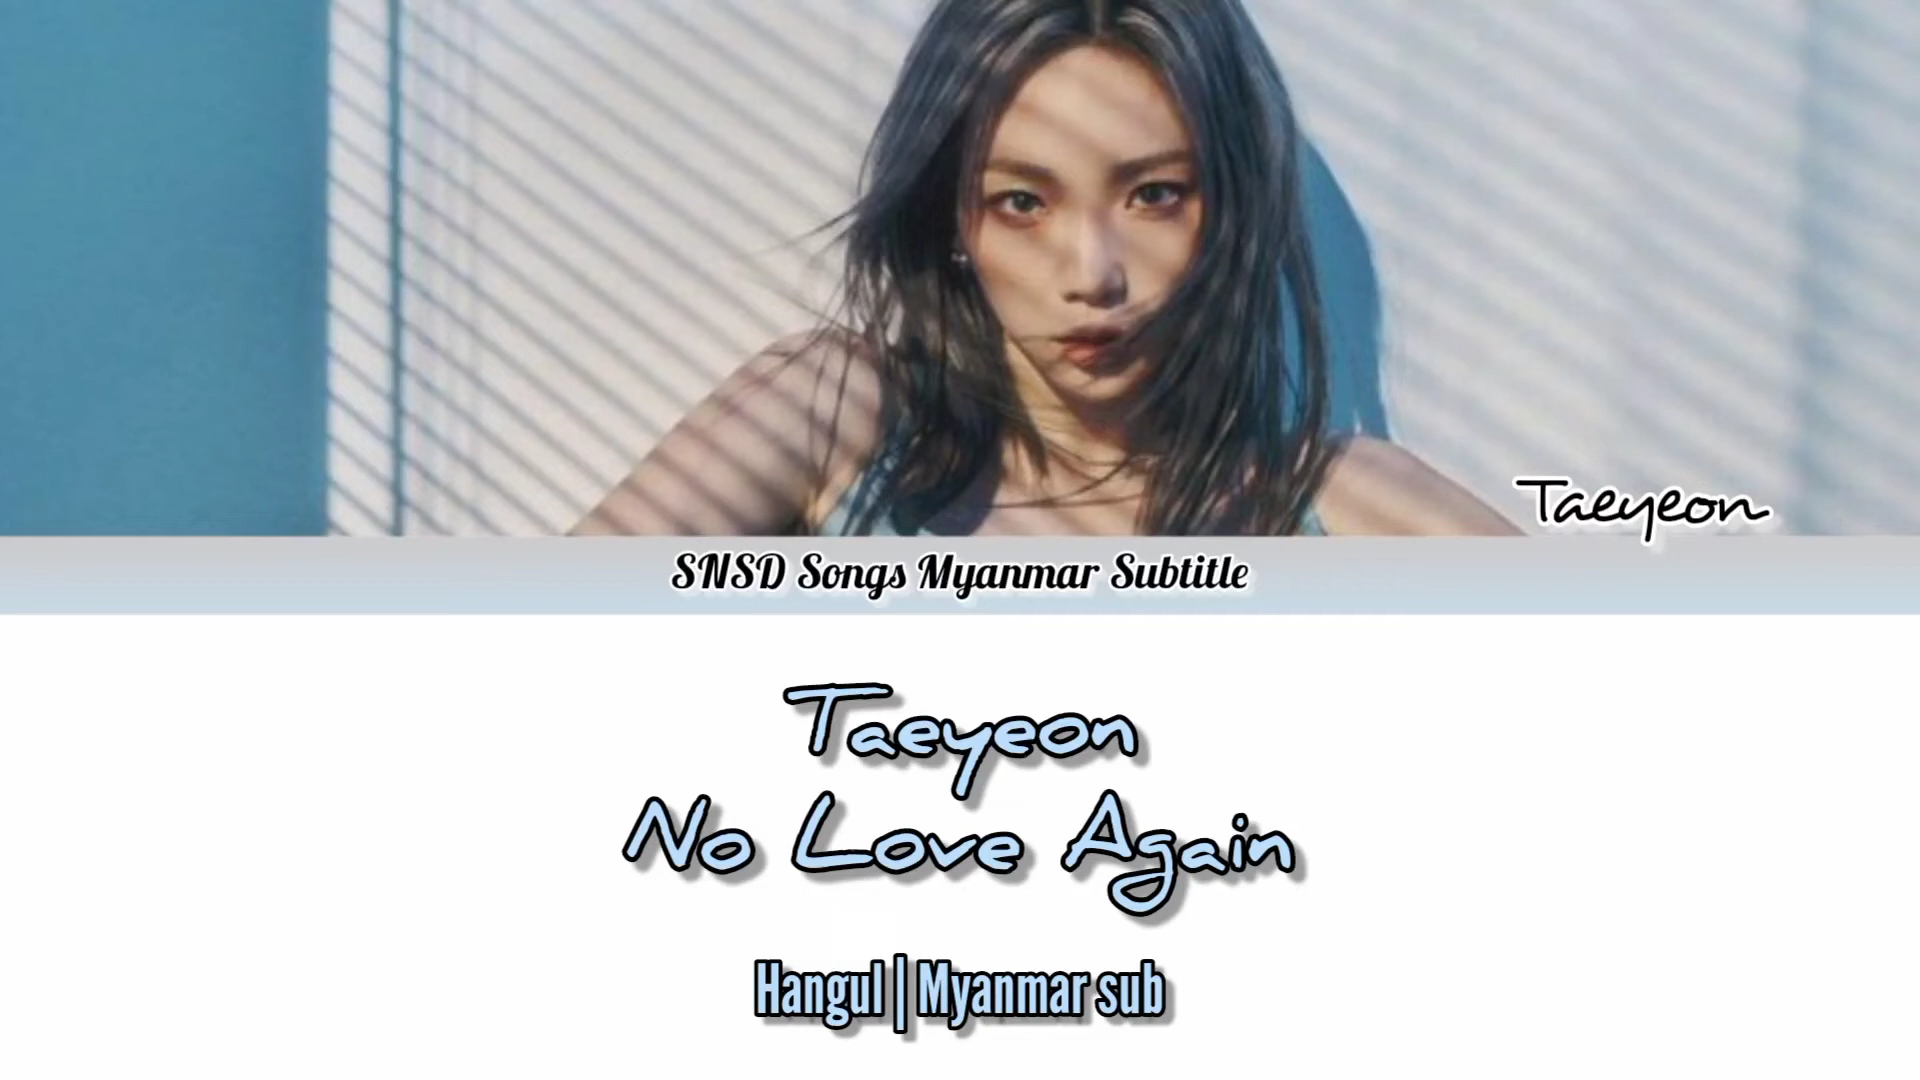 Taeyeon
SNSD Songs Myanmar Subtitle
Taeyeon
No Love Again
Hangul | Myanmar sub